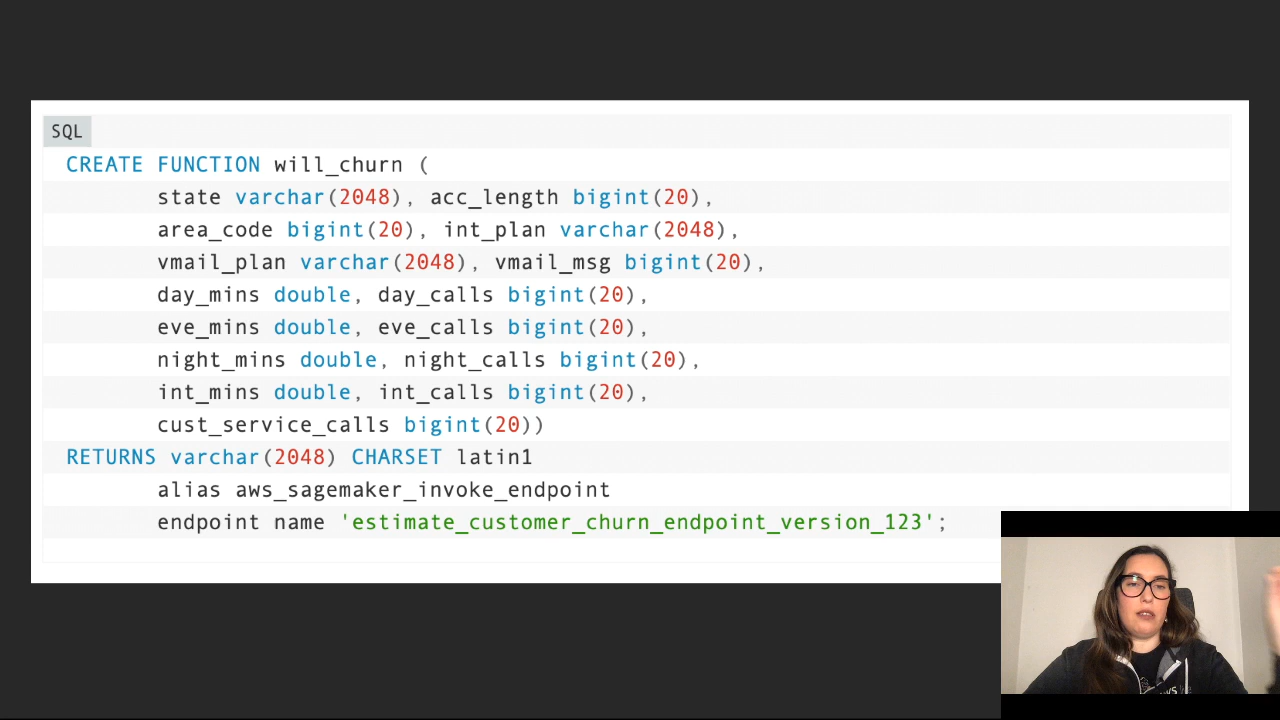 SQL
CREATE FUNCTION will_churn (
state varchar(2048), acc_length bigint(20),
area_code bigint(20), int_plan varchar(2048),
vmail_plan varchar(2048), vmail_msg bigint(20),
day_mins double, day_calls bigint(20),
eve_mins double, eve_calls bigint(20),
night_mins double, night_calls bigint(20),
int_mins double, int_calls bigint(20),
cust_service_calls bigint(20))
RETURNS varchar(2048) CHARSET latin1
alias aws_sagemaker_invoke_endpoint
endpoint name 'estimate_customer_churn_endpoint_version_123';